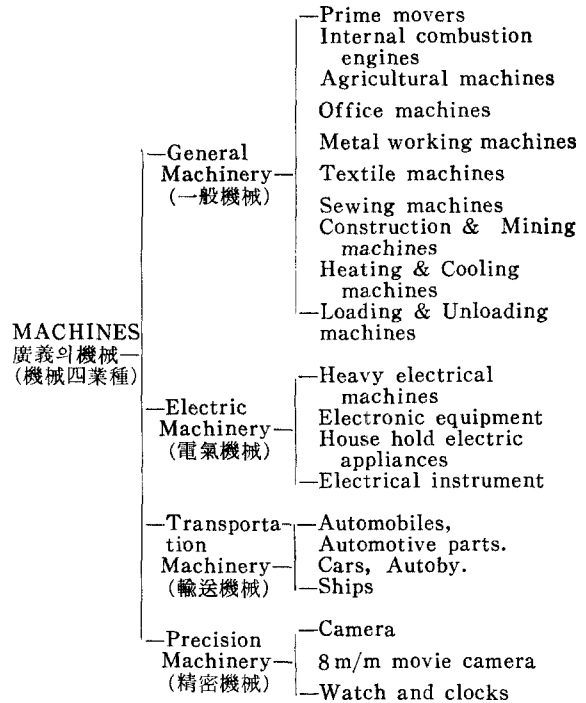 MACHINES
廣義의機械
(機械四業種)
General
Machinery
(一般機械)
Prime movers
Internal combustion
engines
Agricultural machines
Office machines
Metal working machines
Textile machines
Sewing machines
Construction & Mining
machines
Heating & Cooling
machines
Loading & Unloading
machines
Electric
Machinery
(電氣機械)
Heavy electrical
machines
Electronic equipment
House hold electric
appliances
Electrical instrument
Transporta-
tion
Machinery
(輸送機械)
Automobiles,
Automotive parts.
Cars, Autoby.
Ships
Precision
Machinery
(精密機械)
Camera
8 m/m movie camera
Watch and clocks